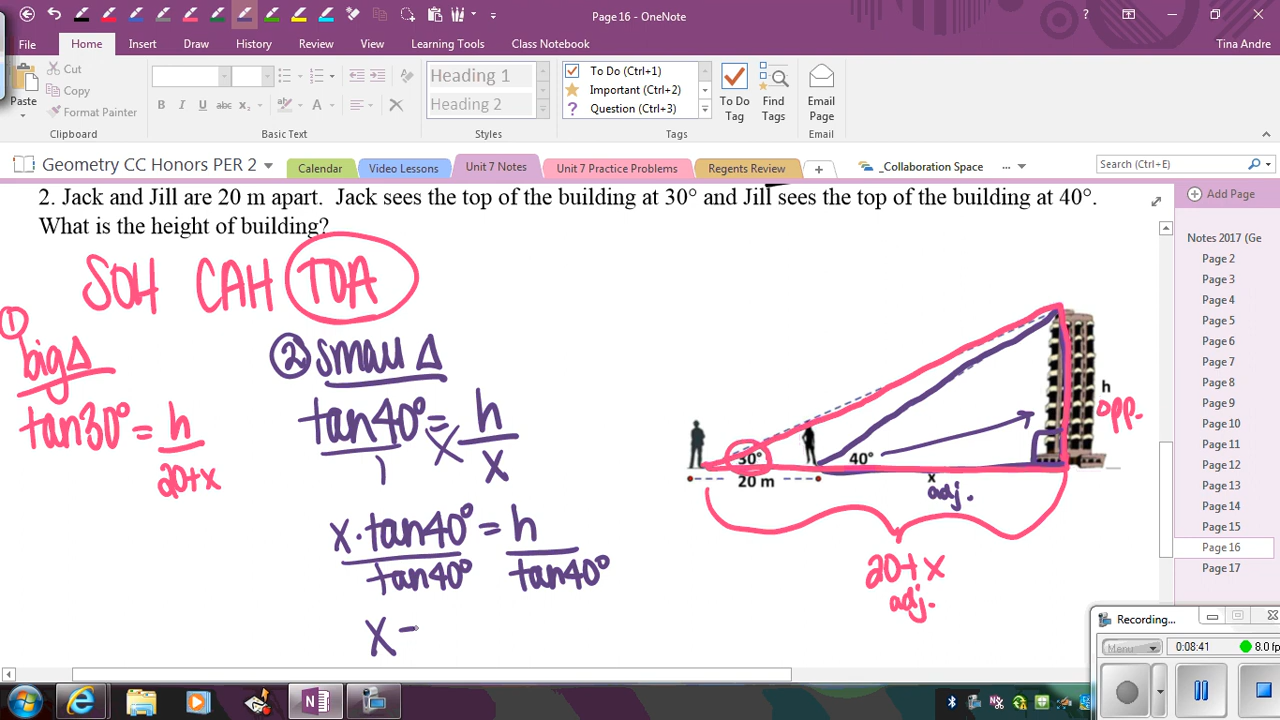 Page 16 - OneNote
?
File Home Insert Draw History Review View Learning Tools Class Notebook
Tina Andre
Paste
Cut
Copy
Format Painter
Clipboard
B I U abc x₂ A
Basic Text
Heading 1
Heading 2
Styles
To Do (Ctrl+1)
Important (Ctrl+2)
Question (Ctrl+3)
To Do Tag
Find Tags
Tags
Email Page
Email
Geometry CC Honors PER 2
Calendar Video Lessons Unit 7 Notes Unit 7 Practice Problems Regents Review +
_Collaboration Space ...
Search (Ctrl+E)
2. Jack and Jill are 20 m apart. Jack sees the top of the building at 30° and Jill sees the top of the building at 40°.
What is the height of building?
SOH CAH TOA
① big Δ
tan30° = h
20+x
② small Δ
tan40° = h
1 x
x·tan40° = h
tan40° tan40°
x =
30°
40°
20 m
x
adj.
h
opp.
20+x
adj.
Add Page
Notes 2017 (Ge
Page 2
Page 3
Page 4
Page 5
Page 6
Page 7
Page 8
Page 9
Page 10
Page 11
Page 12
Page 13
Page 14
Page 15
Page 16
Page 17
Recording...
Menu
0:08:41
8.0 fp